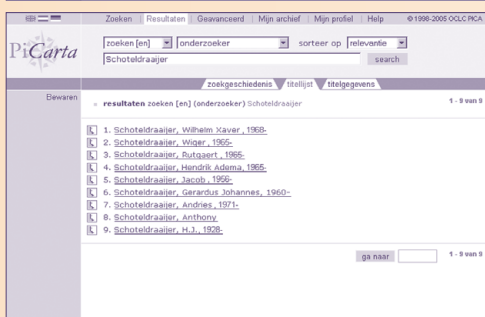 Zoeken | Resultaten | Geavanceerd | Mijn archief | Mijn profiel | Help ©1998-2005 OCLC PICA
PiCarta
zoeken [en] (onderzoeker) sorteer op relevantie
Schoteldraaijer search
zoekgeschiedenis titellijst titelgegevens
Bewaren
resultaten zoeken [en] (onderzoeker) Schoteldraaijer 1 - 9 van 9
1. Schoteldraaijer, Wilhelm Xaver, 1968-
2. Schoteldraaijer, Wiger, 1965-
3. Schoteldraaijer, Rutgaert, 1965-
4. Schoteldraaijer, Hendrik Adema, 1965-
5. Schoteldraaijer, Jacob, 1956-
6. Schoteldraaijer, Gerardus Johannes, 1960-
7. Schoteldraaijer, Andries, 1971-
8. Schoteldraaijer, Anthony
9. Schoteldraaijer, H.J., 1928-
ga naar 1 - 9 van 9